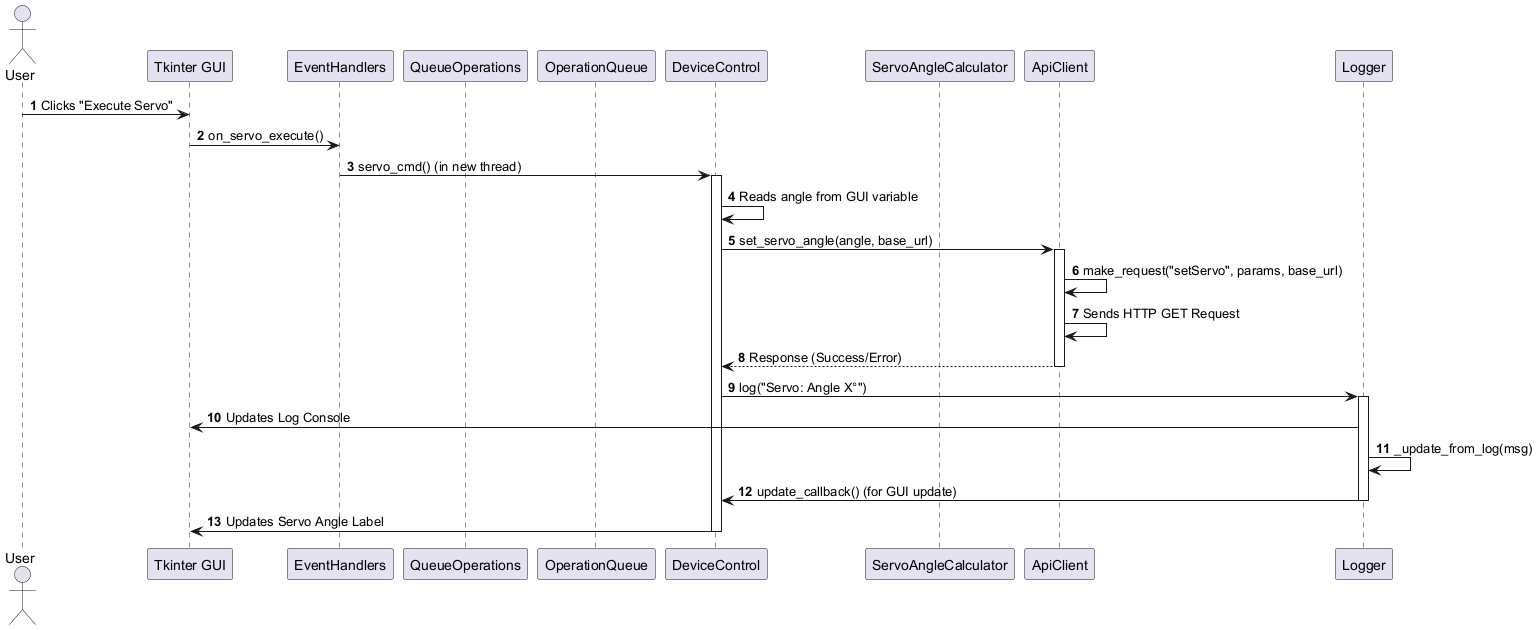 User
Tkinter GUI
EventHandlers
QueueOperations
OperationQueue
DeviceControl
ServoAngleCalculator
ApiClient
Logger
1 Clicks "Execute Servo"
2 on_servo_execute()
3 servo_cmd() (in new thread)
4 Reads angle from GUI variable
5 set_servo_angle(angle, base_url)
6 make_request("setServo", params, base_url)
7 Sends HTTP GET Request
8 Response (Success/Error)
9 log("Servo: Angle X°")
10 Updates Log Console
11 _update_from_log(msg)
12 update_callback() (for GUI update)
13 Updates Servo Angle Label
User
Tkinter GUI
EventHandlers
QueueOperations
OperationQueue
DeviceControl
ServoAngleCalculator
ApiClient
Logger